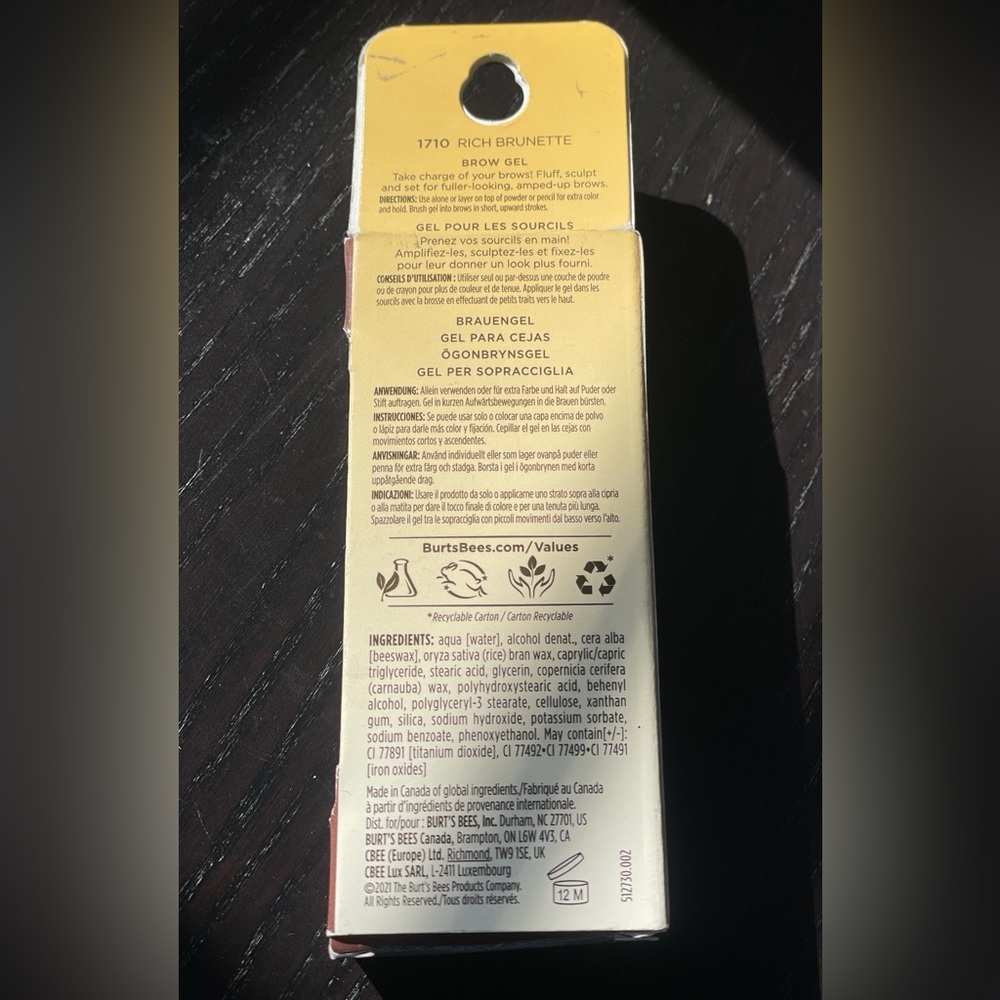 1710 RICH BRUNETTE
BROW GEL
Take charge of your brows! Fluff, sculpt
and set for fuller-looking, amped-up brows.
DIRECTIONS: Use alone or layer on top of powder or pencil for extra color
and hold. Brush gel into brows in short, upward strokes.
GEL POUR LES SOURCILS
Prenez vos sourcils en main!
Amplifiez-les, sculptez-les et fixez-les
pour leur donner un look plus fourni.
CONSEILS D'UTILISATION : Utiliser seul ou par-dessus une couche de poudre
ou de crayon pour plus de couleur et de tenue. Appliquer le gel dans les
sourcils avec la brosse en effectuant de petits traits vers le haut.
BRAUENGEL
GEL PARA CEJAS
ÖGONBRYNSGEL
GEL PER SOPRACCIGLIA
ANWENDUNG: Allein verwenden oder für extra Farbe und Halt auf Puder oder
Stift auftragen. Gel in kurzen Aufwärtsbewegungen in die Brauen bürsten.
INSTRUCCIONES: Se puede usar solo o colocar una capa encima de polvo
o lápiz para darle más color y fijación. Cepillar el gel en las cejas con
movimientos cortos y ascendentes.
ANVISNINGAR: Använd individuellt eller som lager ovanpå puder eller
penna för extra färg och stadga. Borsta i gel i ögonbrynen med korta
uppåtgående drag.
INDICAZIONI: Usare il prodotto da solo o applicarne uno strato sopra alla cipria
o alla matita per dare il tocco finale di colore e per una tenuta più lunga.
Spazzolare il gel tra le sopracciglia con piccoli movimenti dal basso verso l'alto.
BurtsBees.com/Values
*
*Recyclable Carton / Carton Recyclable
INGREDIENTS: aqua [water], alcohol denat., cera alba
[beeswax], oryza sativa (rice) bran wax, caprylic/capric
triglyceride, stearic acid, glycerin, copernicia cerifera
(carnauba) wax, polyhydroxystearic acid, behenyl
alcohol, polyglyceryl-3 stearate, cellulose, xanthan
gum, silica, sodium hydroxide, potassium sorbate,
sodium benzoate, phenoxyethanol. May contain[+/-]:
CI 77891 [titanium dioxide], CI 77492•CI 77499•CI 77491
[iron oxides]
Made in Canada of global ingredients./Fabriqué au Canada
à partir d'ingrédients de provenance internationale.
Dist. for/pour : BURT'S BEES, Inc. Durham, NC 27701, US
BURT'S BEES Canada, Brampton, ON L6W 4V3, CA
CBEE (Europe) Ltd. Richmond, TW9 1SE, UK
CBEE Lux SARL, L-2411 Luxembourg
©2021 The Burt's Bees Products Company.
All Rights Reserved./Tous droits réservés.
12 M
512730.002